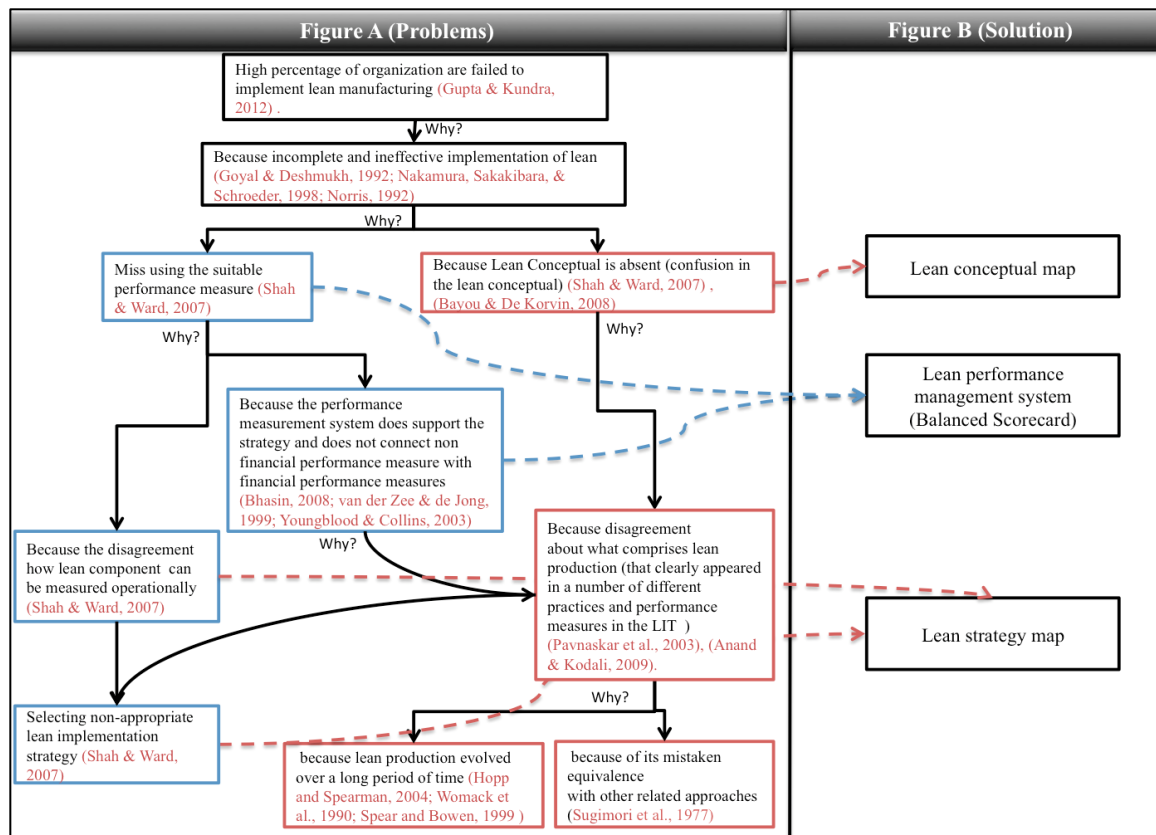 Figure A (Problems)
Figure B (Solution)
High percentage of organization are failed to
implement lean manufacturing (Gupta & Kundra,
2012) .
Why?
Because incomplete and ineffective implementation of lean
(Goyal & Deshmukh, 1992; Nakamura, Sakakibara, &
Schroeder, 1998; Norris, 1992)
Why?
Miss using the suitable
performance measure (Shah
& Ward, 2007)
Because Lean Conceptual is absent (confusion in
the lean conceptual) (Shah & Ward, 2007) ,
(Bayou & De Korvin, 2008)
Lean conceptual map
Why?
Why?
Because the performance
measurement system does support the
strategy and does not connect non
financial performance measure with
financial performance measures
(Bhasin, 2008; van der Zee & de Jong,
1999; Youngblood & Collins, 2003)
Lean performance
management system
(Balanced Scorecard)
Why?
Because the disagreement
how lean component can
be measured operationally
(Shah & Ward, 2007)
Because disagreement
about what comprises lean
production (that clearly appeared
in a number of different
practices and performance
measures in the LIT )
(Pavnaskar et al., 2003), (Anand
& Kodali, 2009).
Lean strategy map
Why?
Selecting non-appropriate
lean implementation
strategy (Shah & Ward,
2007)
because lean production evolved
over a long period of time (Hopp
and Spearman, 2004; Womack et
al., 1990; Spear and Bowen, 1999 )
because of its mistaken
equivalence
with other related approaches
(Sugimori et al., 1977)